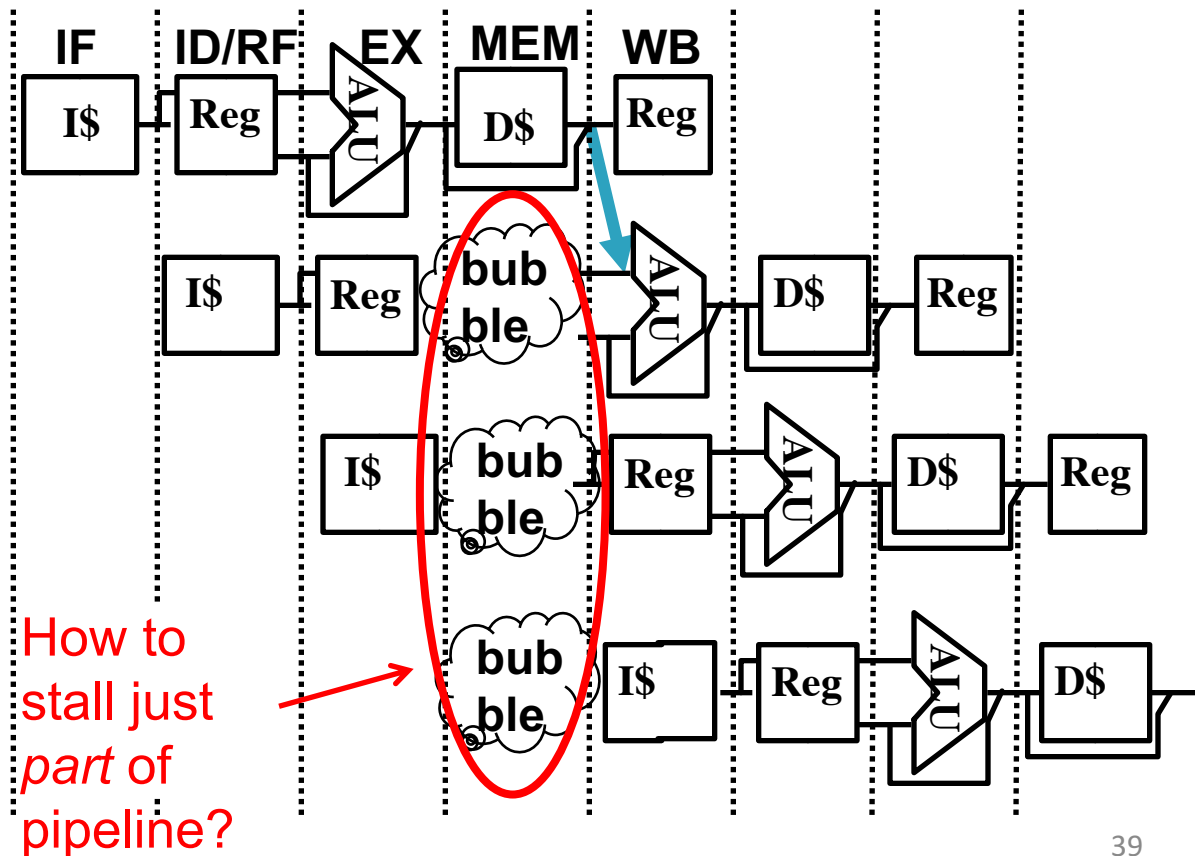 IF ID/RF EX MEM WB
I$ Reg ALU D$ Reg
I$ Reg bub ALU D$ Reg
ble
I$ bub Reg ALU D$ Reg
ble
bub I$ Reg ALU D$
ble
How to
stall just
part of
pipeline?
39